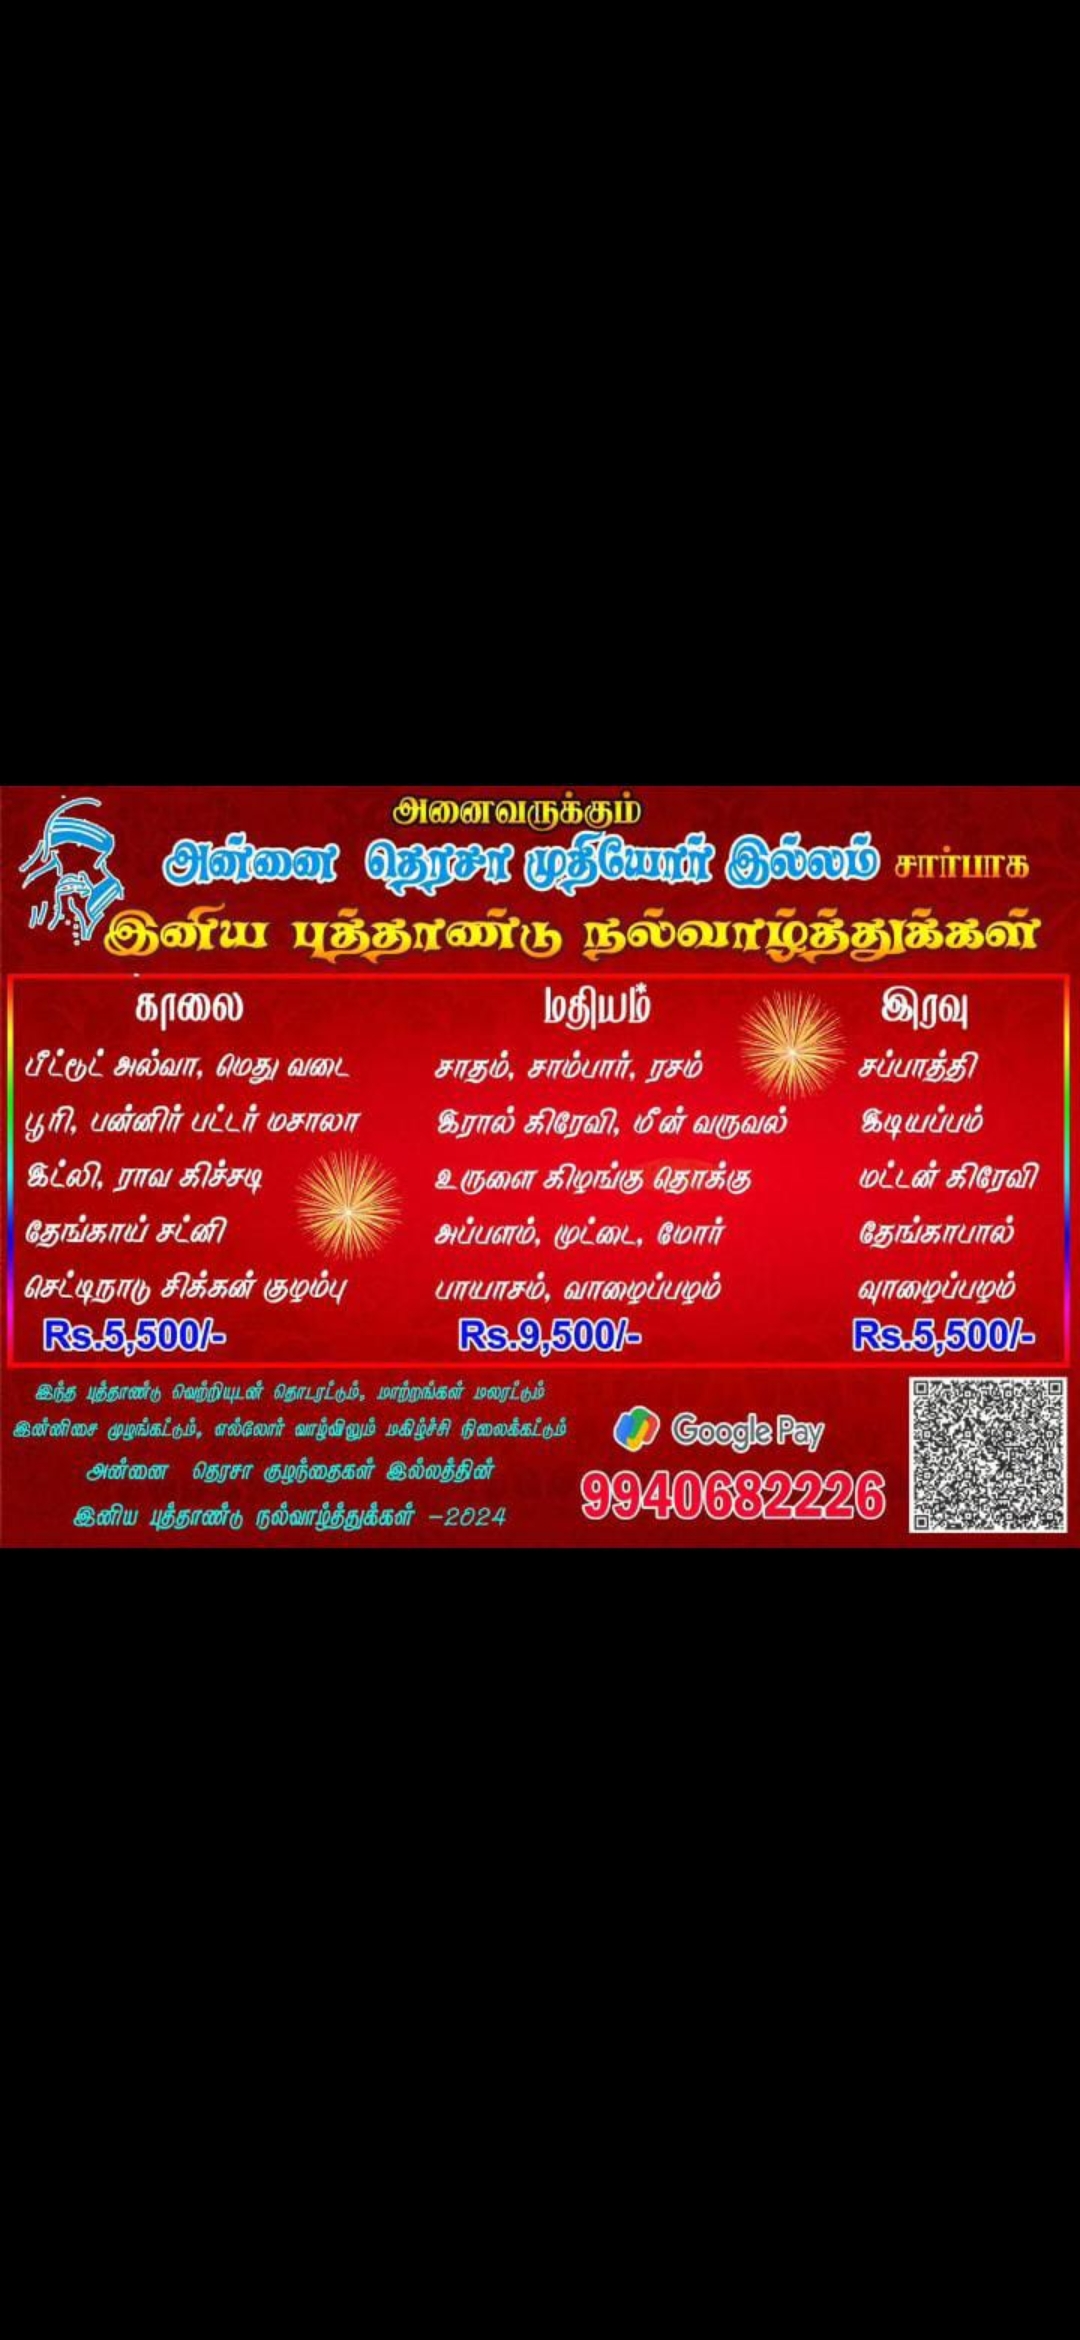 அனைவருக்கும்
அன்னை தெரசா முதியோர் இல்லம் சார்பாக
இனிய புத்தாண்டு நல்வாழ்த்துக்கள்
காலை
பீட்டூட் அல்வா, மெது வடை
பூரி, பன்னிர் பட்டர் மசாலா
இட்லி, ராவ கிச்சடி
தேங்காய் சட்னி
செட்டிநாடு சிக்கன் குழம்பு
Rs.5,500/-
மதியம்*
சாதம், சாம்பார், ரசம்
இரால் கிரேவி, மீன் வருவல்
உருளை கிழங்கு தொக்கு
அப்பளம், முட்டை, மோர்
பாயாசம், வாழைப்பழம்
Rs.9,500/-
இரவு
சப்பாத்தி
இடியப்பம்
மட்டன் கிரேவி
தேங்காபால்
வுாழைப்பழம்
Rs.5,500/-
இந்த புத்தாண்டு வெற்றியுடன் தொடரட்டும், மாற்றங்கள் மலரட்டும்
இன்னிசை முழங்கட்டும், எல்லோர் வாழ்விலும் மகிழ்ச்சி நிலைக்கட்டும்
அன்னை தெரசா குழந்தைகள் இல்லத்தின்
இனிய புத்தாண்டு நல்வாழ்த்துக்கள் -2024
Google Pay
9940682226